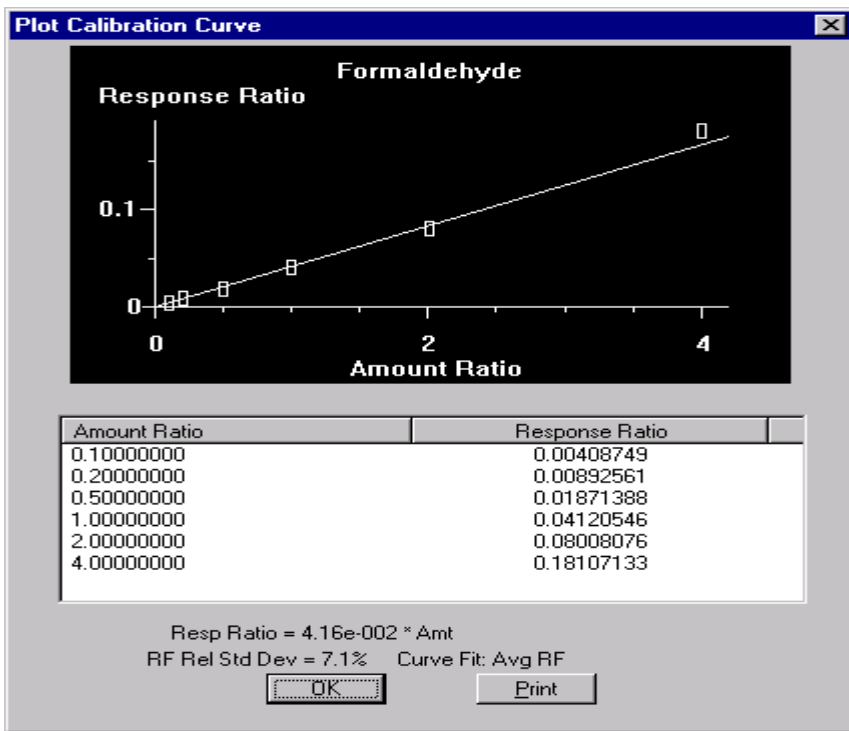 Plot Calibration Curve
Formaldehyde
Response Ratio
0.1
0
0 2 4
Amount Ratio
Amount Ratio Response Ratio
0.10000000 0.00408749
0.20000000 0.00892561
0.50000000 0.01871388
1.00000000 0.04120546
2.00000000 0.08008076
4.00000000 0.18107133
Resp Ratio = 4.16e-002 * Amt
RF Rel Std Dev = 7.1% Curve Fit: Avg RF
OK Print